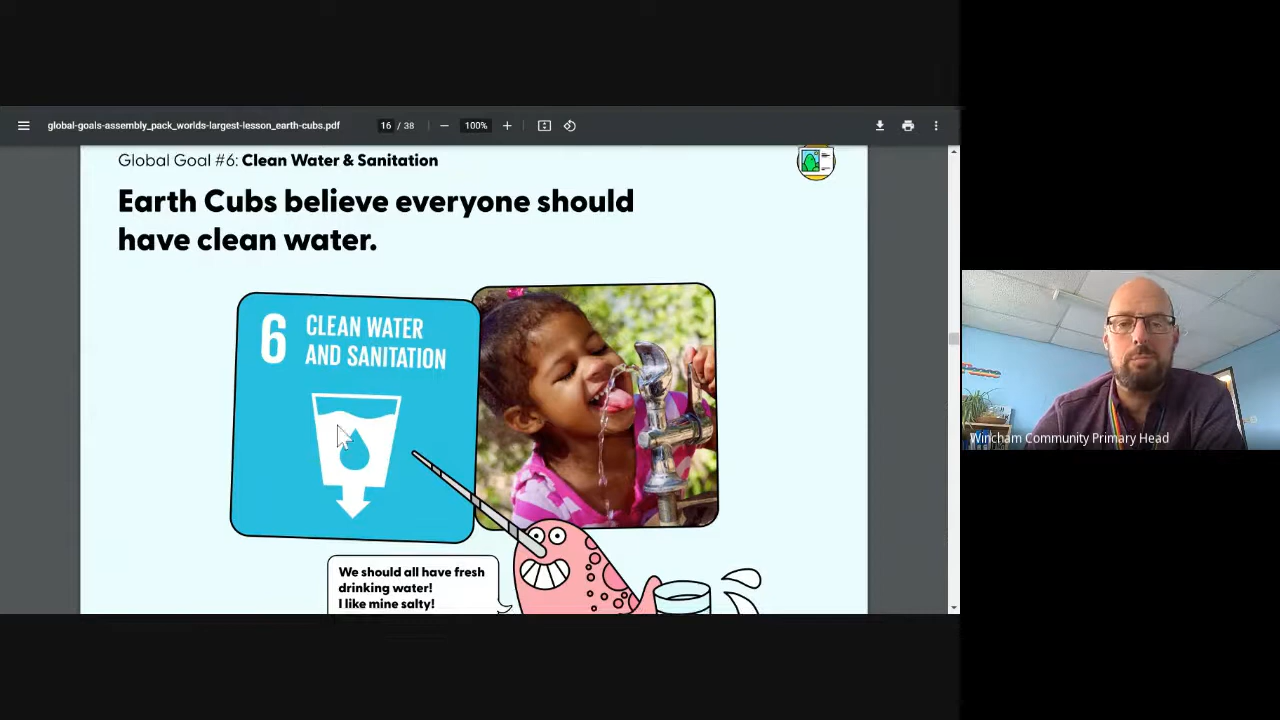 global-goals-assembly_pack_worlds-largest-lesson_earth-cubs.pdf
16 / 38
100%
Global Goal #6: Clean Water & Sanitation
Earth Cubs believe everyone should
have clean water.
6 CLEAN WATER
AND SANITATION
We should all have fresh
drinking water!
I like mine salty!
Wincham Community Primary Head